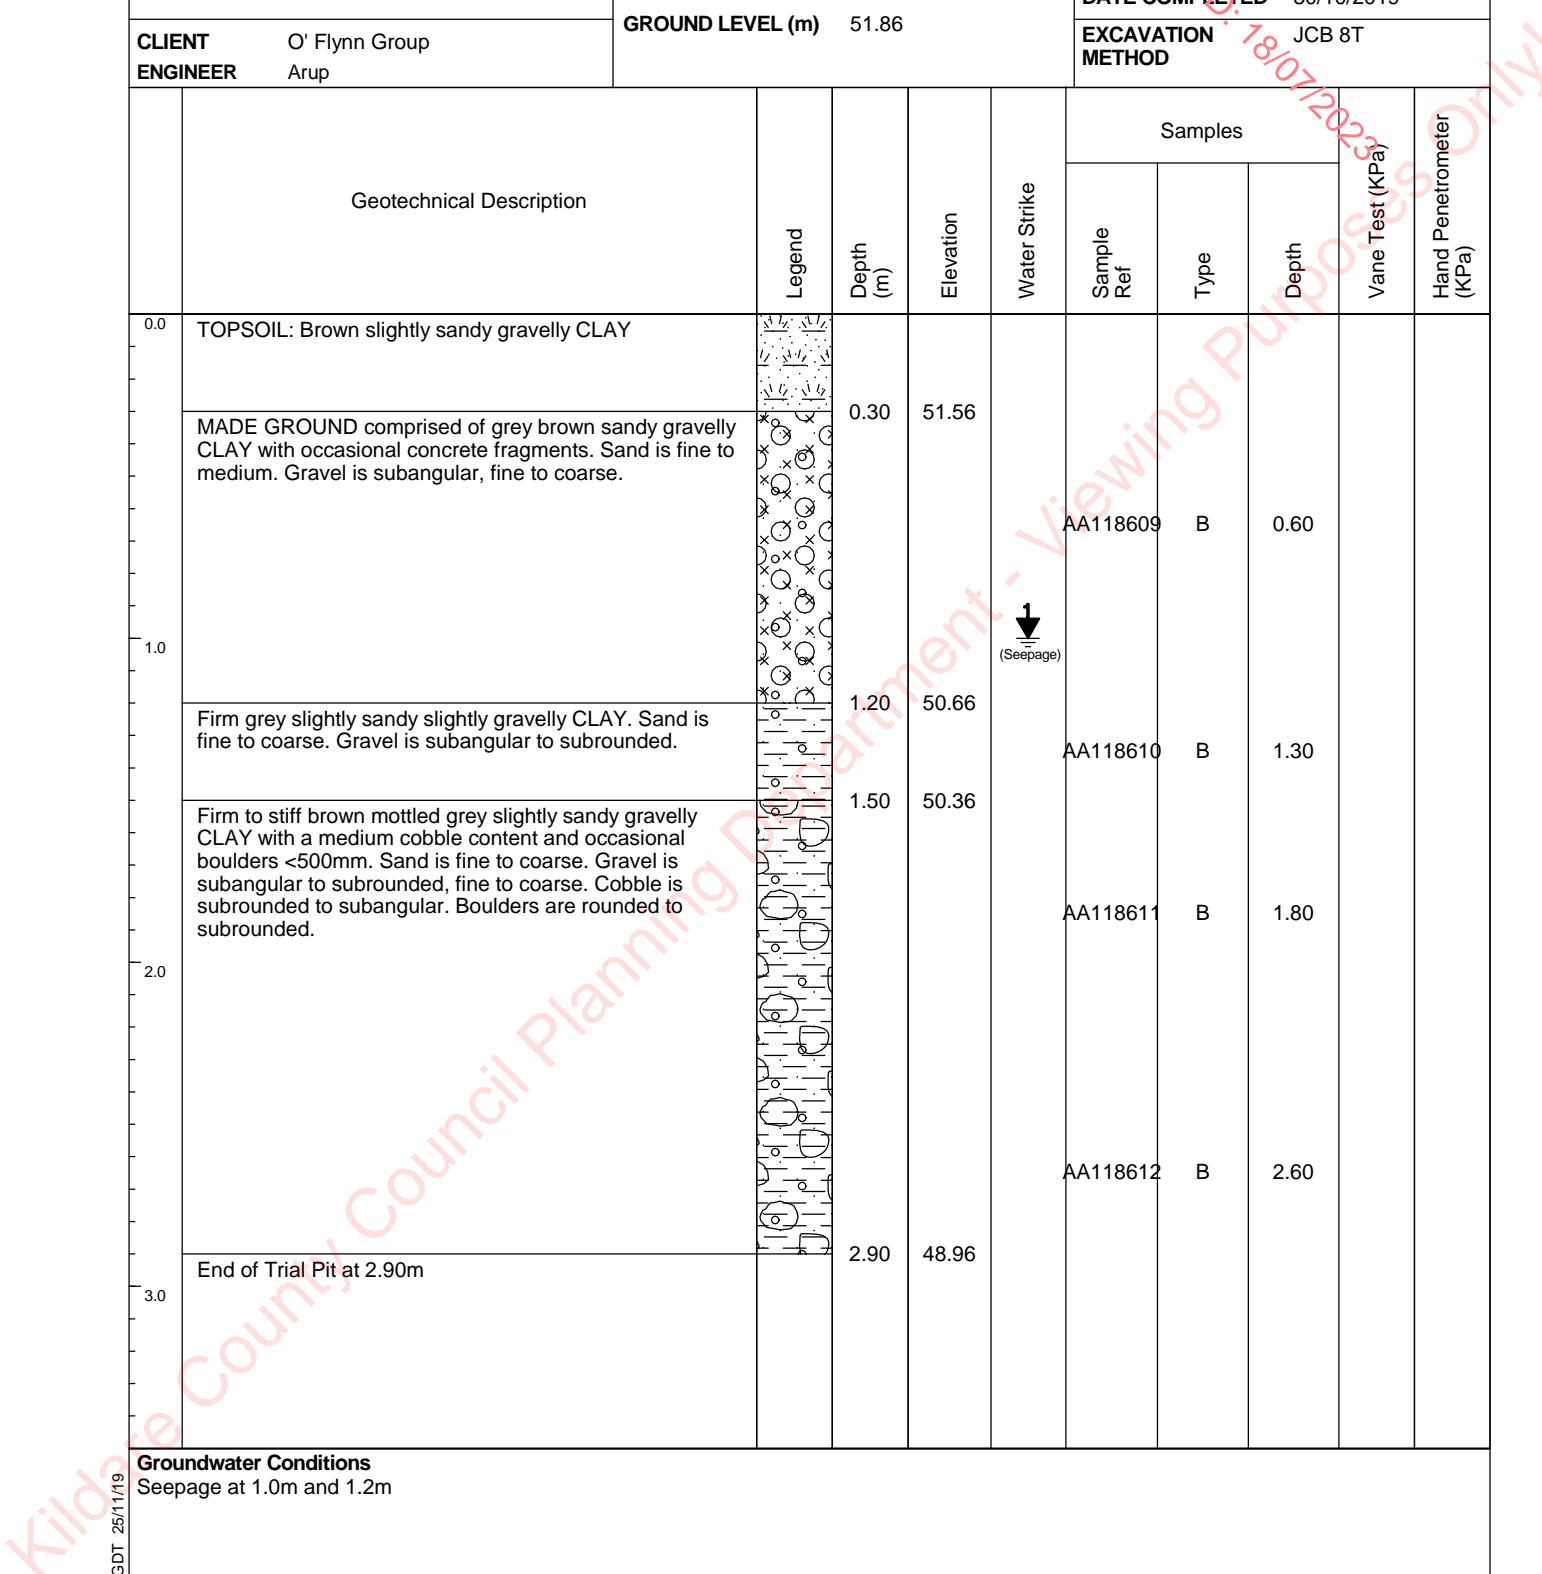 GROUND LEVEL (m) 51.86
CLIENT O' Flynn Group
ENGINEER Arup
EXCAVATION METHOD JCB 8T
D: 18/07/2023
Geotechnical Description
Legend
Depth (m)
Elevation
Water Strike
Samples
Sample Ref
Type
Depth
Vane Test (KPa)
Hand Penetrometer (KPa)
0.0
TOPSOIL: Brown slightly sandy gravelly CLAY
0.30 51.56
MADE GROUND comprised of grey brown sandy gravelly
CLAY with occasional concrete fragments. Sand is fine to
medium. Gravel is subangular, fine to coarse.
AA118609 B 0.60
1
(Seepage)
1.0
1.20 50.66
Firm grey slightly sandy slightly gravelly CLAY. Sand is
fine to coarse. Gravel is subangular to subrounded.
AA118610 B 1.30
1.50 50.36
Firm to stiff brown mottled grey slightly sandy gravelly
CLAY with a medium cobble content and occasional
boulders <500mm. Sand is fine to coarse. Gravel is
subangular to subrounded, fine to coarse. Cobble is
subrounded to subangular. Boulders are rounded to
subrounded.
AA118611 B 1.80
2.0
AA118612 B 2.60
2.90 48.96
End of Trial Pit at 2.90m
3.0
Groundwater Conditions
Seepage at 1.0m and 1.2m
GDT 25/11/19
Kildare County Council Planning Department - Viewing Purposes Only!